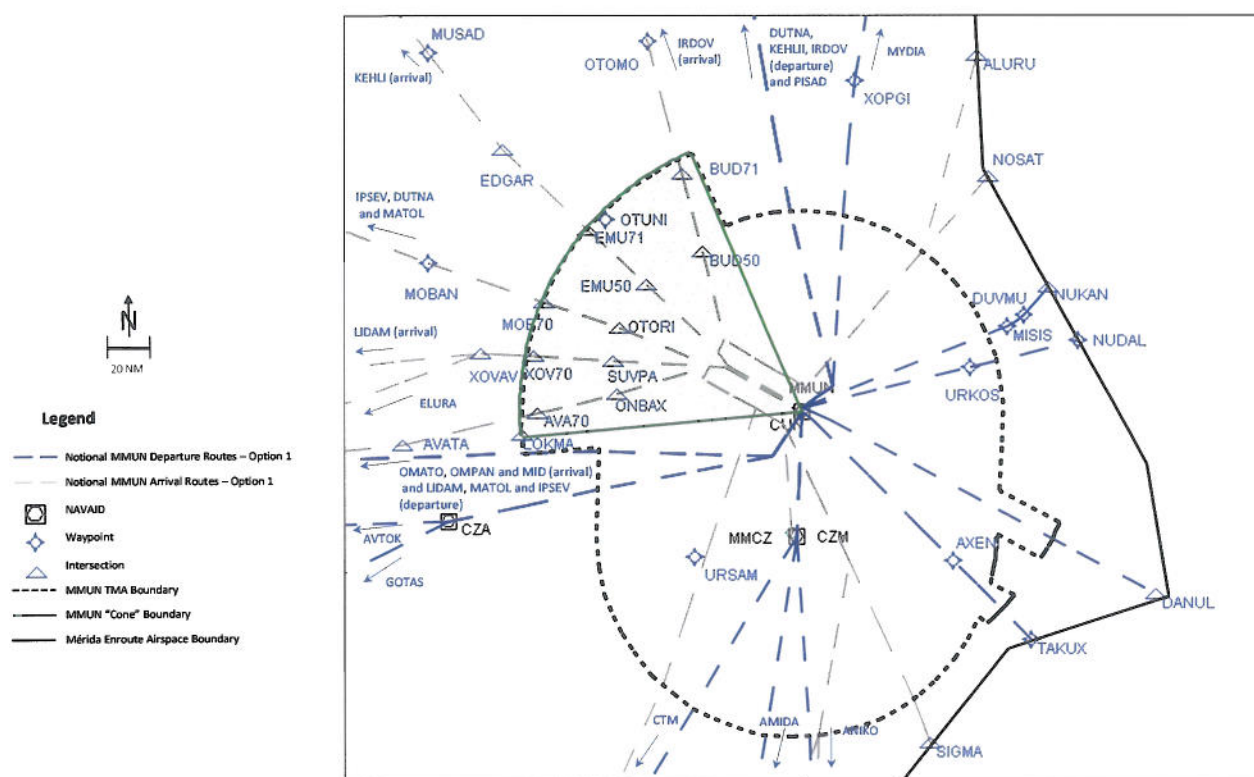 MUSAD
KEHLI (arrival)
OTOMO
IRDOV
(arrival)
DUTNA,
KEHLII, IRDOV
(departure)
and PISAD
MYDIA
XOPGI
ALURU
EDGAR
BUD71
NOSAT
IPSEV, DUTNA
and MATOL
OTUNI
EMU71
BUD50
MOBAN
EMU50
DUVMU
NUKAN
N
20 NM
LIDAM (arrival)
OTORI
MISIS
NUDAL
XOVAV
XOV70
SUVPA
MMUN
URKOS
ELURA
ONBAX
AVA70
AVATA
Legend
Notional MMUN Departure Routes – Option 1
Notional MMUN Arrival Routes – Option 1
NAVAID
Waypoint
Intersection
MMUN TMA Boundary
MMUN "Cone" Boundary
Mérida Enroute Airspace Boundary
OMATO, OMPAN and MID (arrival)
and LIDAM, MATOL and IPSEV
(departure)
AVTOK
CZA
GOTAS
MMCZ
CZM
URSAM
AXEN
DANUL
TAKUX
CTM
AMIDA
ANIKO
SIGMA